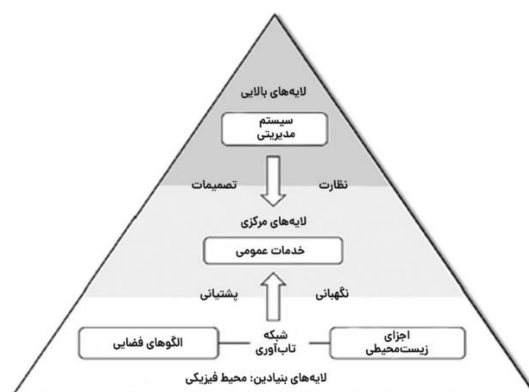 لایه‌های بالایی
سیستم
مدیریتی
نظارت
تصمیمات
لایه‌های مرکزی
خدمات عمومی
نگهبانی
پشتیانی
اجزای
زیست‌محیطی
شبکه
تاب‌آوری
الگوهای فضایی
لایه‌های بنیادین: محیط فیزیکی